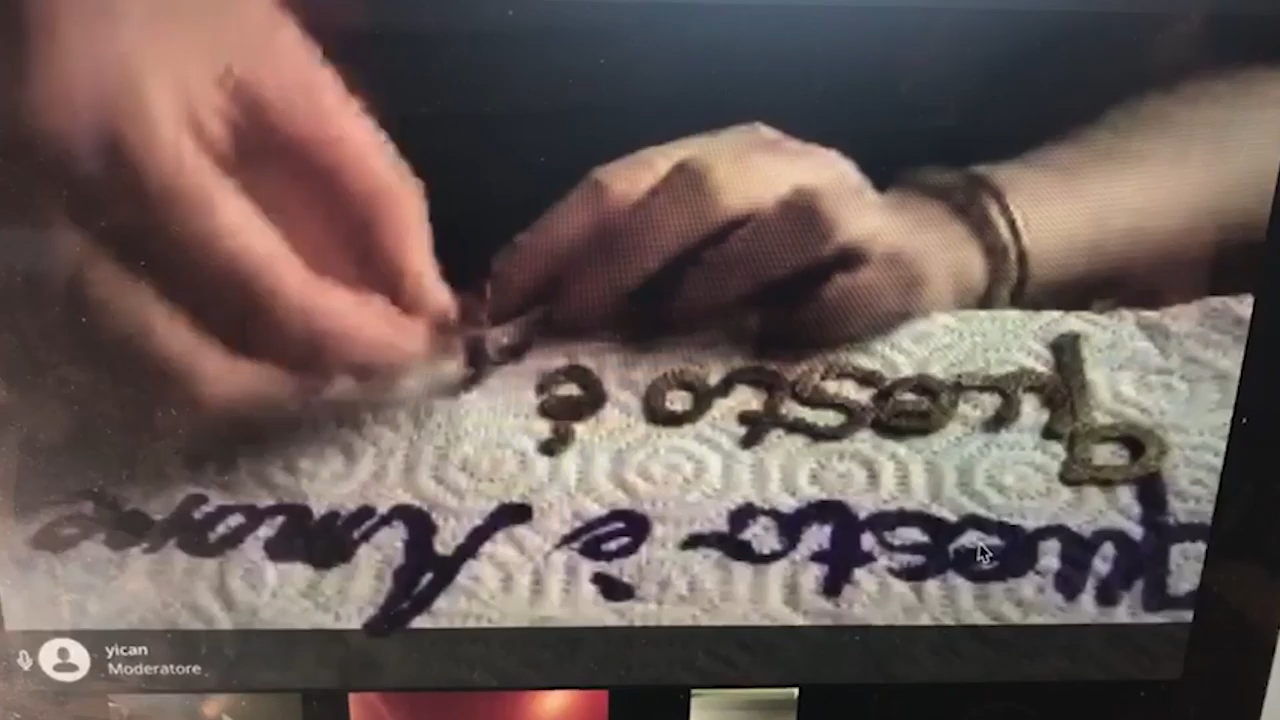 questo è Amore
questo è
yican
Moderatore